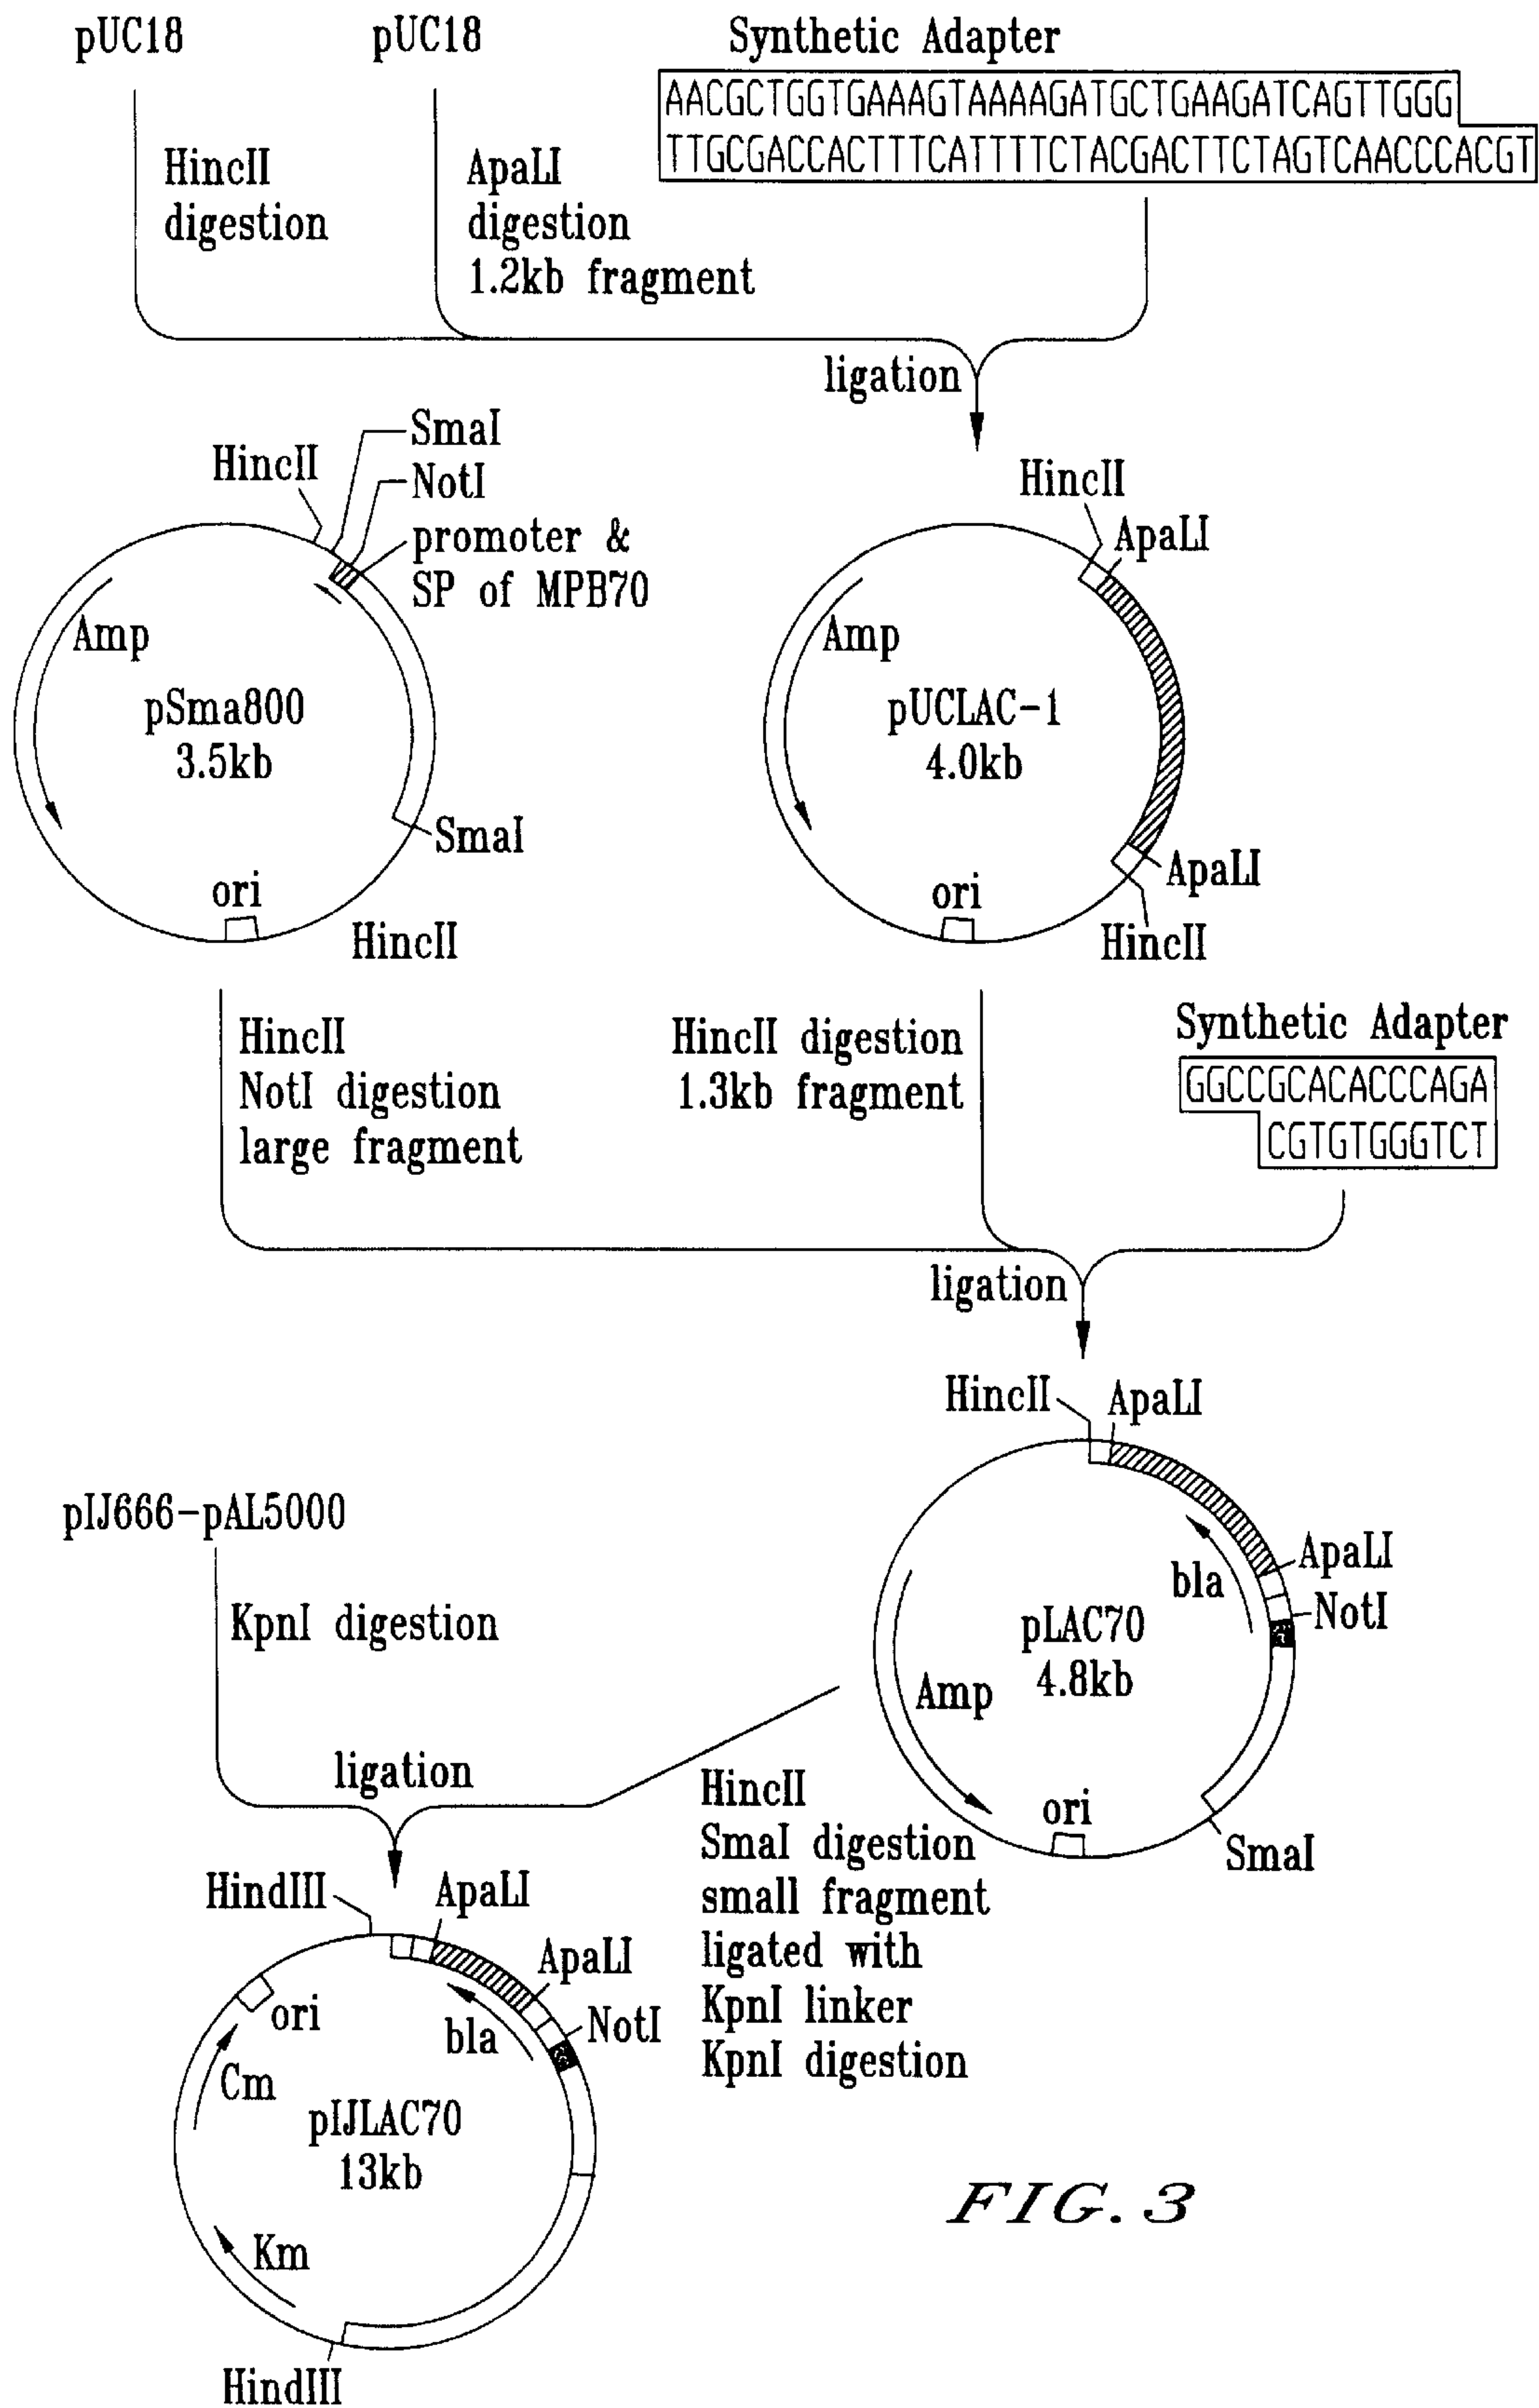 pUC18
pUC18
Synthetic Adapter
AACGCTGGTGAAAGTAAAAGATGCTGAAGATCAGTTGGG
TTGCGACCACTTTCATTTTCTACGACTTCTAGTCAACCCACGT
HincII
digestion
ApaLI
digestion
1.2kb fragment
ligation
HincII
SmaI
NotI
promoter &
SP of MPB70
Amp
pSma800
3.5kb
SmaI
ori
HincII
HincII
ApaLI
Amp
pUCLAC-1
4.0kb
ApaLI
ori
HincII
HincII
NotI digestion
large fragment
HincII digestion
1.3kb fragment
Synthetic Adapter
GGCCGCACACCCAGA
CGTGTGGGTCT
ligation
HincII
ApaLI
ApaLI
NotI
bla
pLAC70
4.8kb
Amp
ori
SmaI
pIJ666-pAL5000
KpnI digestion
ligation
HincII
SmaI digestion
small fragment
ligated with
KpnI linker
KpnI digestion
HindIII
ApaLI
ApaLI
NotI
ori
bla
Cm
pIJLAC70
13kb
Km
HindIII
FIG. 3